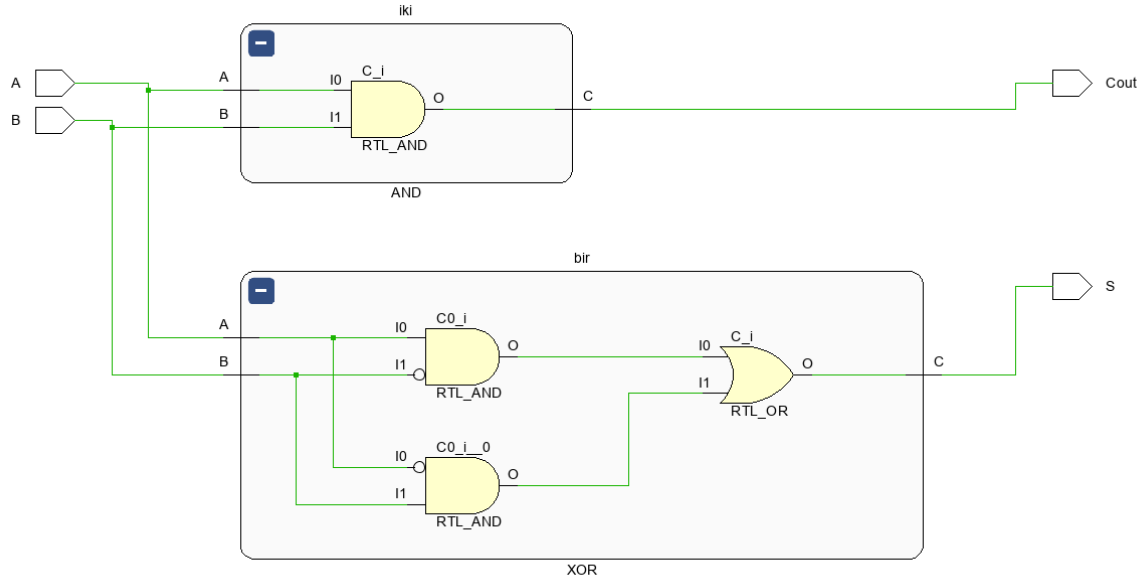 iki
A
B
A
B
I0
I1
C_i
O
RTL_AND
C
Cout
AND
bir
S
A
B
I0
I1
C0_i
O
RTL_AND
I0
I1
C0_i__0
O
RTL_AND
I0
I1
C_i
O
RTL_OR
C
XOR